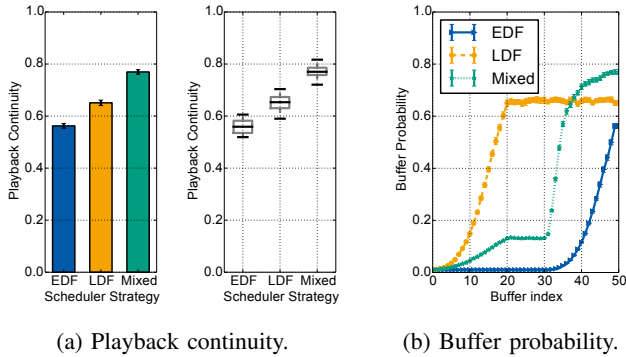 1.0
0.8
0.6
0.4
0.2
0.0
Playback Continuity
EDF LDF Mixed
Scheduler Strategy
1.0
0.8
0.6
0.4
0.2
0.0
Playback Continuity
EDF LDF Mixed
Scheduler Strategy
(a) Playback continuity.
1.0
0.8
0.6
0.4
0.2
0.0
Buffer Probability
EDF
LDF
Mixed
0 10 20 30 40 50
Buffer index
(b) Buffer probability.